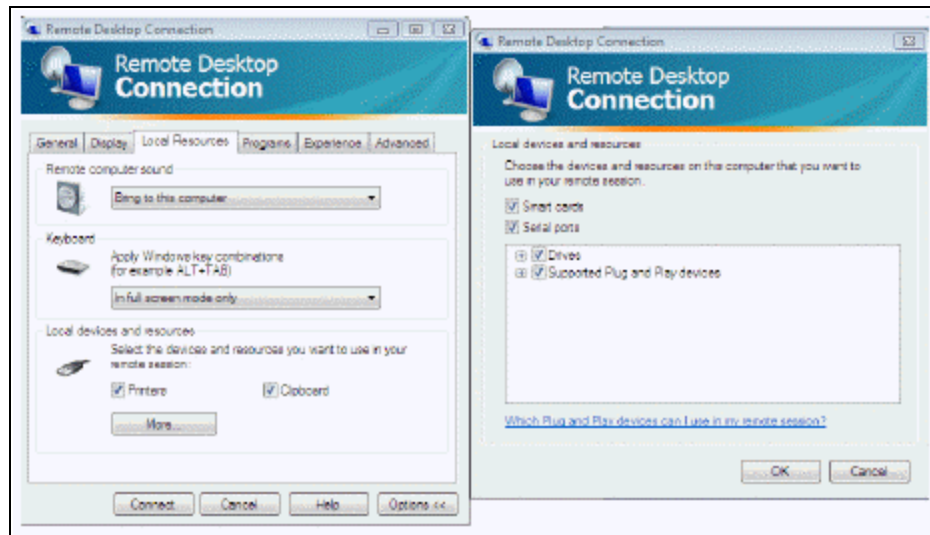 Remote Desktop Connection
Remote Desktop
Connection
General Display Local Resources Programs Experience Advanced
Remote computer sound
Bring to this computer
Keyboard
Apply Windows key combinations
(for example ALT+TAB)
In full screen mode only
Local devices and resources
Select the devices and resources you want to use in your
remote session:
Printers Clipboard
More...
Connect Cancel Help Options <<
Remote Desktop Connection
Remote Desktop
Connection
Local devices and resources
Choose the devices and resources on this computer that you want to
use in your remote session.
Smart cards
Serial ports
Drives
Supported Plug and Play devices
Which Plug and Play devices can I use in my remote session?
OK Cancel